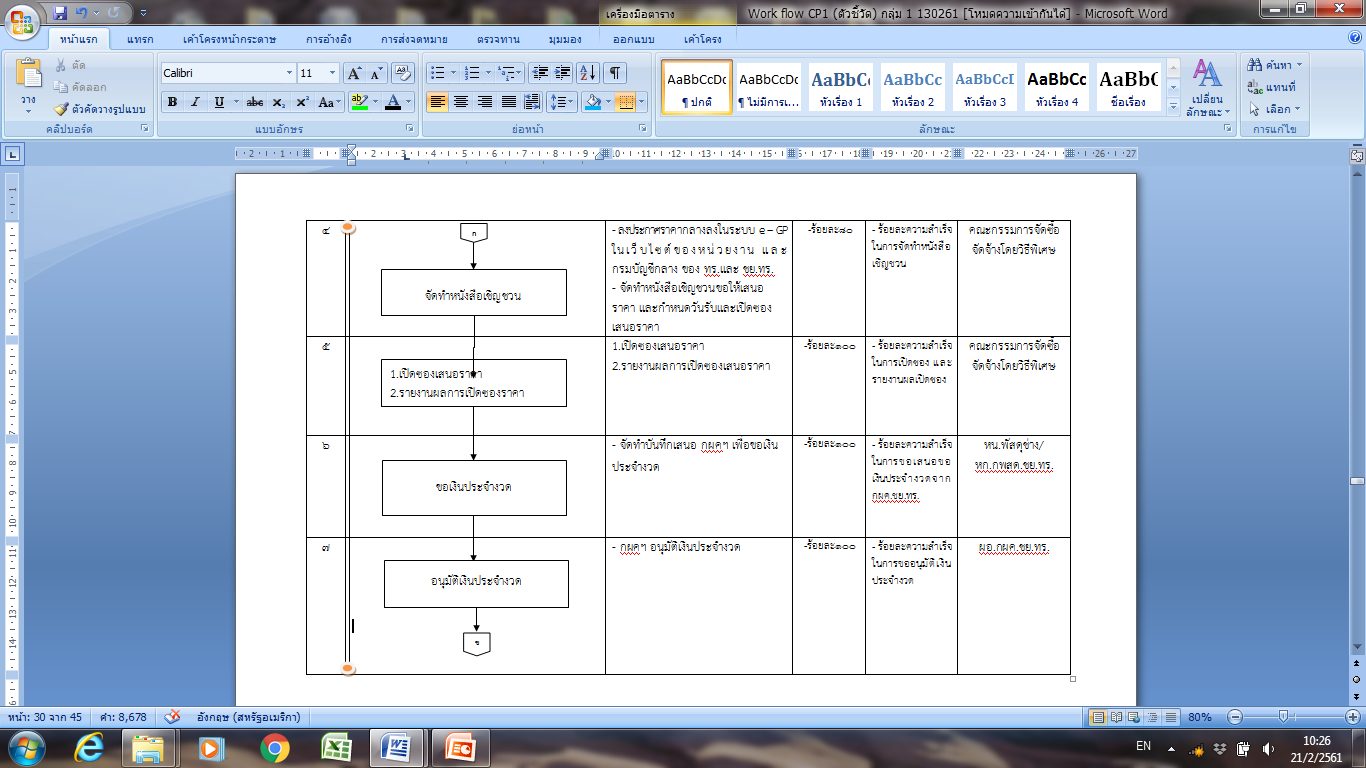 เครื่องมือตาราง
Work flow CP1 (ตัวชี้วัด) กลุ่ม 1 130261 [โหมดความเข้ากันได้] - Microsoft Word
หน้าแรก แทรก เค้าโครงหน้ากระดาษ การอ้างอิง การส่งจดหมาย ตรวจทาน มุมมอง ออกแบบ เค้าโครง
วาง
ตัด
คัดลอก
ตัวคัดวางรูปแบบ
คลิปบอร์ด
Calibri 11
B I U abc X₂ X² Aa
แบบอักษร
ย่อหน้า
AaBbCcDc AaBbCcDc AaBbC AaBbCc AaBbCcI AaBbCc AaBbC
¶ ปกติ ¶ ไม่มีการเ... หัวเรื่อง 1 หัวเรื่อง 2 หัวเรื่อง 3 หัวเรื่อง 4 ชื่อเรื่อง
ลักษณะ
เปลี่ยน
ลักษณะ
ค้นหา
แทนที่
เลือก
การแก้ไข
๔
ก
จัดทำหนังสือเชิญชวน
- ลงประกาศราคากลางลงในระบบ e – GP
ในเว็บไซต์ของหน่วยงาน และ
กรมบัญชีกลาง ของ ทร.และ ขย.ทร.
- จัดทำหนังสือเชิญชวนขอให้เสนอ
ราคา และกำหนดวันรับและเปิดซอง
เสนอราคา
-ร้อยละ๘๐
- ร้อยละความสำเร็จ
ในการจัดทำหนังสือ
เชิญชวน
คณะกรรมการจัดซื้อ
จัดจ้างโดยวิธีพิเศษ
๕
1.เปิดซองเสนอราคา
2.รายงานผลการเปิดซองราคา
1.เปิดซองเสนอราคา
2.รายงานผลการเปิดซองเสนอราคา
-ร้อยละ๑๐๐
- ร้อยละความสำเร็จ
ในการเปิดซอง และ
รายงานผลเปิดซอง
คณะกรรมการจัดซื้อ
จัดจ้างโดยวิธีพิเศษ
๖
ขอเงินประจำงวด
- จัดทำบันทึกเสนอ กผคฯ เพื่อขอเงิน
ประจำงวด
-ร้อยละ๑๐๐
- ร้อยละความสำเร็จ
ในการขอเสนอขอ
เงินประจำงวดจาก
กผค.ขย.ทร.
หน.พัสดุช่าง/
หก.กพสด.ขย.ทร.
๗
อนุมัติเงินประจำงวด
ข
- กผคฯ อนุมัติเงินประจำงวด
-ร้อยละ๑๐๐
- ร้อยละความสำเร็จ
ในการขออนุมัติเงิน
ประจำงวด
ผอ.กผค.ขย.ทร.
หน้า: 30 จาก 45 คำ: 8,678 อังกฤษ (สหรัฐอเมริกา) 80%
EN 10:26
21/2/2561